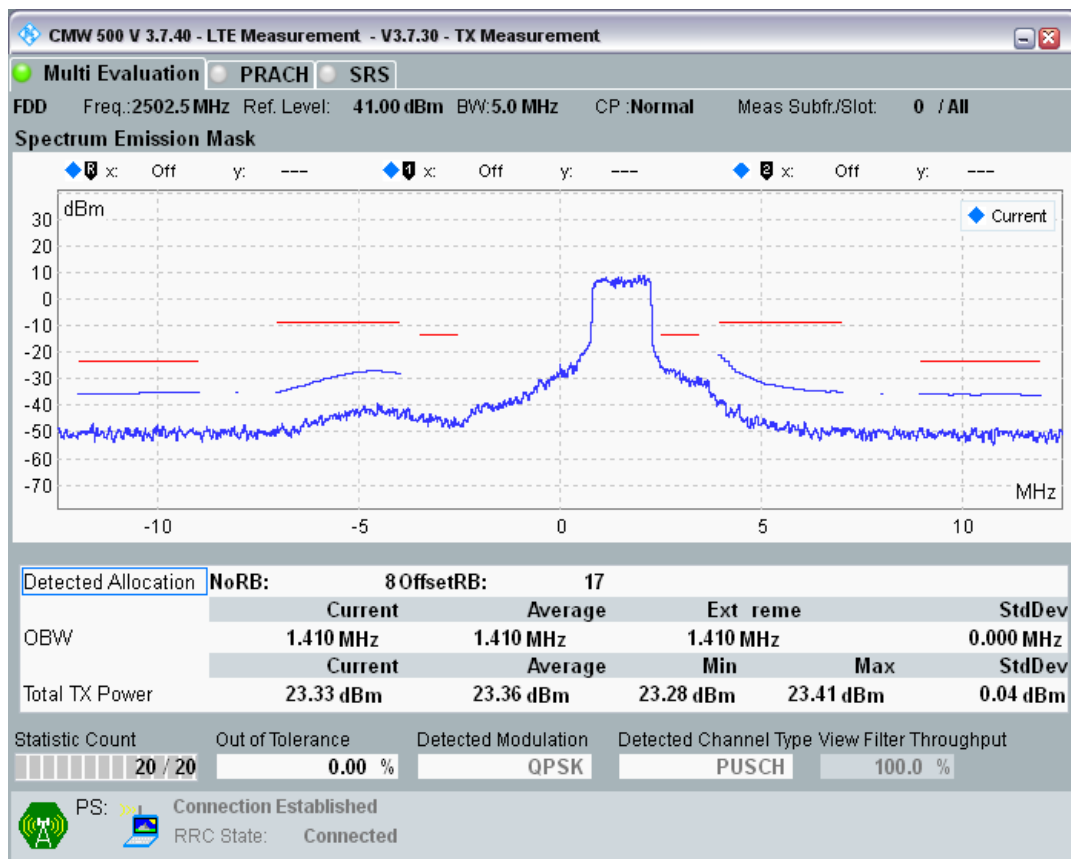 CMW 500 V 3.7.40 - LTE Measurement - V3.7.30 - TX Measurement
Multi Evaluation PRACH SRS
FDD Freq.:2502.5 MHz Ref. Level: 41.00 dBm BW:5.0 MHz CP :Normal Meas Subfr./Slot: 0 / All
Spectrum Emission Mask
R x: Off y: --- 1 x: Off y: --- 2 x: Off y: ---
dBm
Current
30
20
10
0
-10
-20
-30
-40
-50
-60
-70
MHz
-10 -5 0 5 10
Detected Allocation NoRB: 8 OffsetRB: 17
Current Average Ext reme StdDev
OBW 1.410 MHz 1.410 MHz 1.410 MHz 0.000 MHz
Current Average Min Max StdDev
Total TX Power 23.33 dBm 23.36 dBm 23.28 dBm 23.41 dBm 0.04 dBm
Statistic Count Out of Tolerance Detected Modulation Detected Channel Type View Filter Throughput
20 / 20 0.00 % QPSK PUSCH 100.0 %
PS: Connection Established
RRC State: Connected